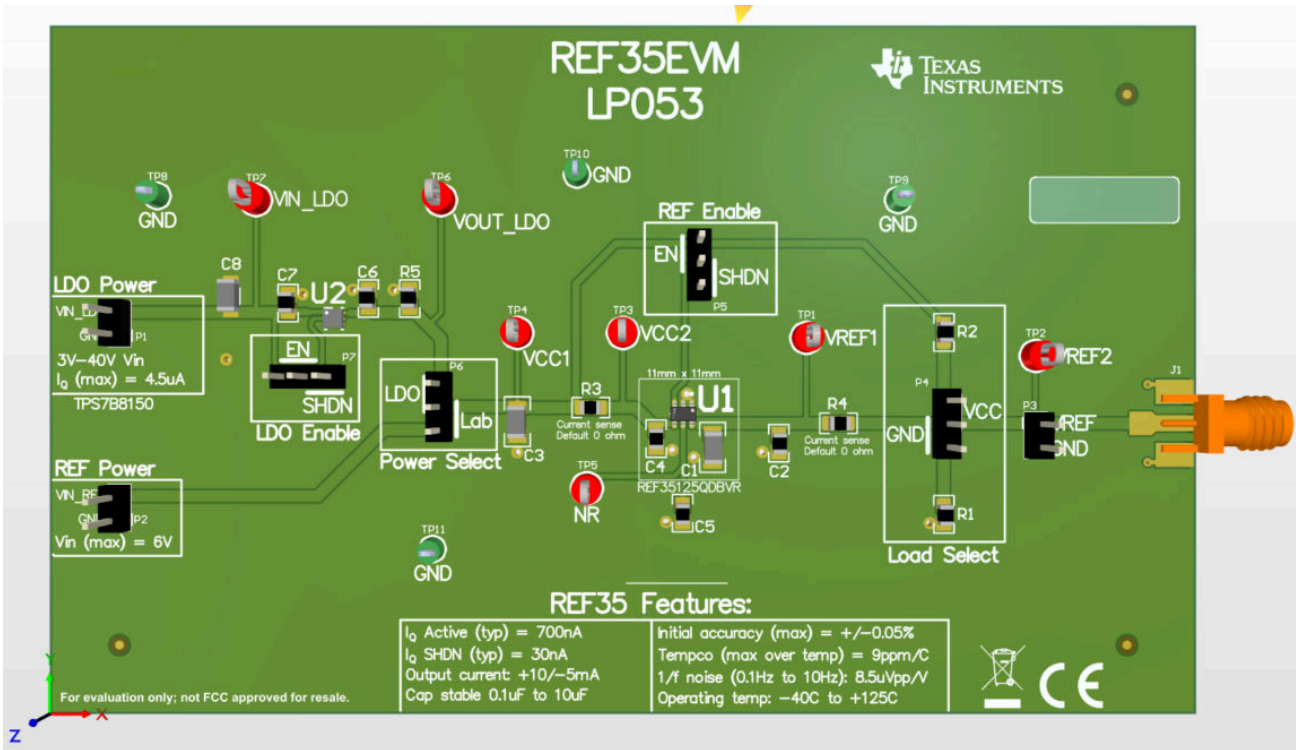 REF35EVM
LP053
TEXAS
INSTRUMENTS
TP8
GND
TP7
VIN_LDO
TP6
VOUT_LDO
TP10
GND
TP9
GND
REF Enable
EN
SHDN
P5
LDO Power
P1
3V-40V Vin
IQ (max) = 4.5uA
TPS7B8150
C8
C7
U2
C6
R5
EN
P7
SHDN
LDO Enable
P6
LDO
Lab
Power Select
TP4
VCC1
C3
R3
Current sense
Default 0 ohm
TP3
VCC2
11mm x 11mm
U1
C4
C1
REF35125QDBVR
TP5
NR
C5
C2
TP1
VREF1
R4
Current sense
Default 0 ohm
R2
P4
VCC
GND
R1
Load Select
TP2
VREF2
P3
GND
J1
REF Power
P2
Vin (max) = 6V
TP11
GND
REF35 Features:
IQ Active (typ) = 700nA
IQ SHDN (typ) = 30nA
Output current: +10/-5mA
Cap stable 0.1uF to 10uF
Initial accuracy (max) = +/-0.05%
Tempco (max over temp) = 9ppm/C
1/f noise (0.1Hz to 10Hz): 8.5uVpp/V
Operating temp: -40C to +125C
For evaluation only; not FCC approved for resale.
CE
Y
X
Z